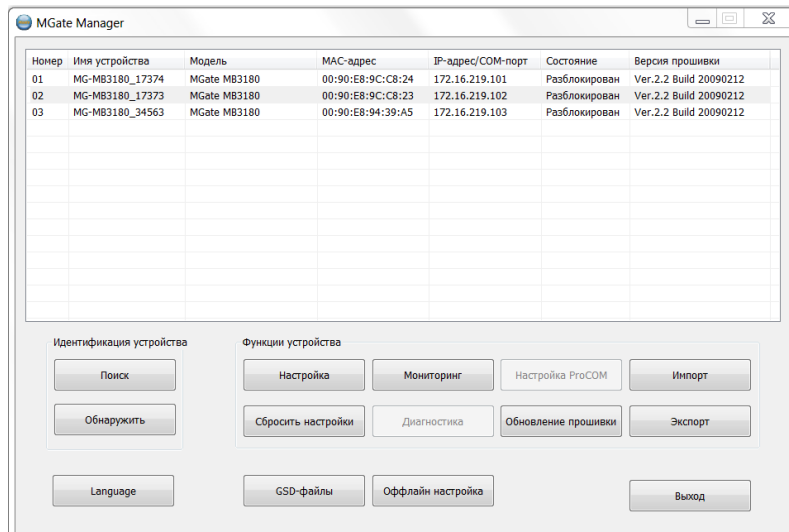 MGate Manager
Номер Имя устройства Модель MAC-адрес IP-адрес/COM-порт Состояние Версия прошивки
01 MG-MB3180_17374 MGate MB3180 00:90:E8:9C:C8:24 172.16.219.101 Разблокирован Ver.2.2 Build 20090212
02 MG-MB3180_17373 MGate MB3180 00:90:E8:9C:C8:23 172.16.219.102 Разблокирован Ver.2.2 Build 20090212
03 MG-MB3180_34563 MGate MB3180 00:90:E8:94:39:A5 172.16.219.103 Разблокирован Ver.2.2 Build 20090212
Идентификация устройства Функции устройства
Поиск Настройка Мониторинг Настройка ProCOM Импорт
Обнаружить Сбросить настройки Диагностика Обновление прошивки Экспорт
Language GSD-файлы Оффлайн настройка Выход